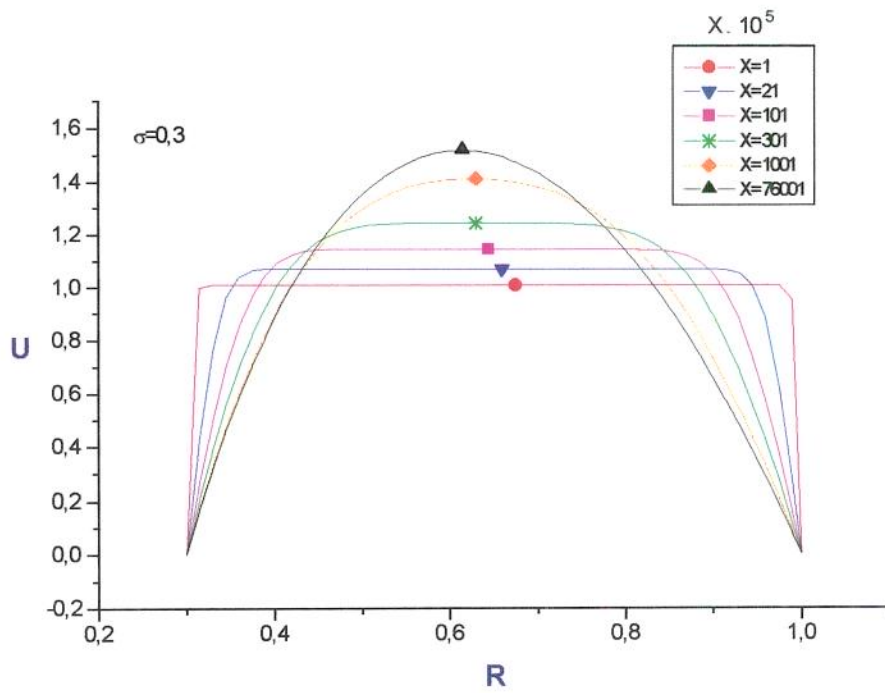 X. 10^5
X=1
X=21
X=101
X=301
X=1001
X=76001
σ=0,3
1,6
1,4
1,2
1,0
0,8
0,6
0,4
0,2
0,0
-0,2
U
0,2 0,4 0,6 0,8 1,0
R